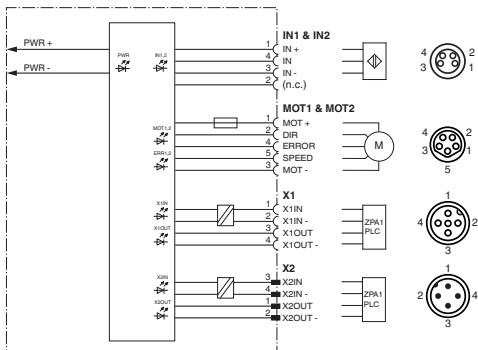 IN1 & IN2
PWR +
PWR -
PWR
IN1,2
1 IN +
4 IN
3 IN -
2 (n.c.)
4 2
3 1
MOT1 & MOT2
MOT1,2
ERR1,2
1 MOT +
2 DIR
4 ERROR
5 SPEED
3 MOT -
M
4 2
3 1
5
X1
X1IN
X1OUT
1 X1IN
2 X1IN -
3 X1OUT
4 X1OUT -
ZPA1
PLC
1
4 2
3
X2
X2IN
X2OUT
3 X2IN
4 X2IN -
1 X2OUT
2 X2OUT -
ZPA1
PLC
1
2 4
3